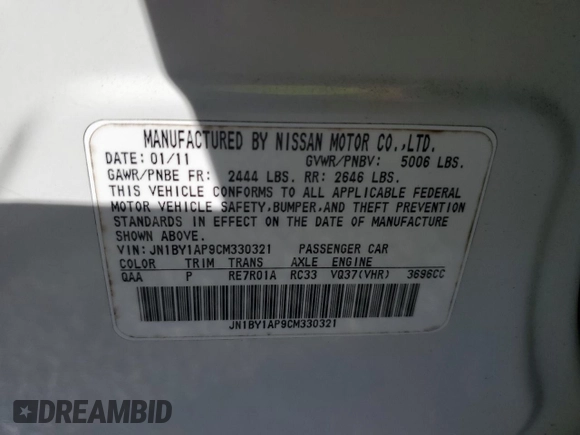 MANUFACTURED BY NISSAN MOTOR CO.,LTD.
DATE: 01/11 GVWR/PNBV: 5006 LBS.
GAWR/PNBE FR: 2444 LBS. RR: 2646 LBS.
THIS VEHICLE CONFORMS TO ALL APPLICABLE FEDERAL
MOTOR VEHICLE SAFETY,BUMPER,AND THEFT PREVENTION
STANDARDS IN EFFECT ON THE DATE OF MANUFACTURE
SHOWN ABOVE.
VIN: JN1BY1AP9CM330321 PASSENGER CAR
COLOR TRIM TRANS AXLE ENGINE
QAA P RE7R01A RC33 VQ37(VHR) 3696CC
JN1BY1AP9CM330321
DREAMBID